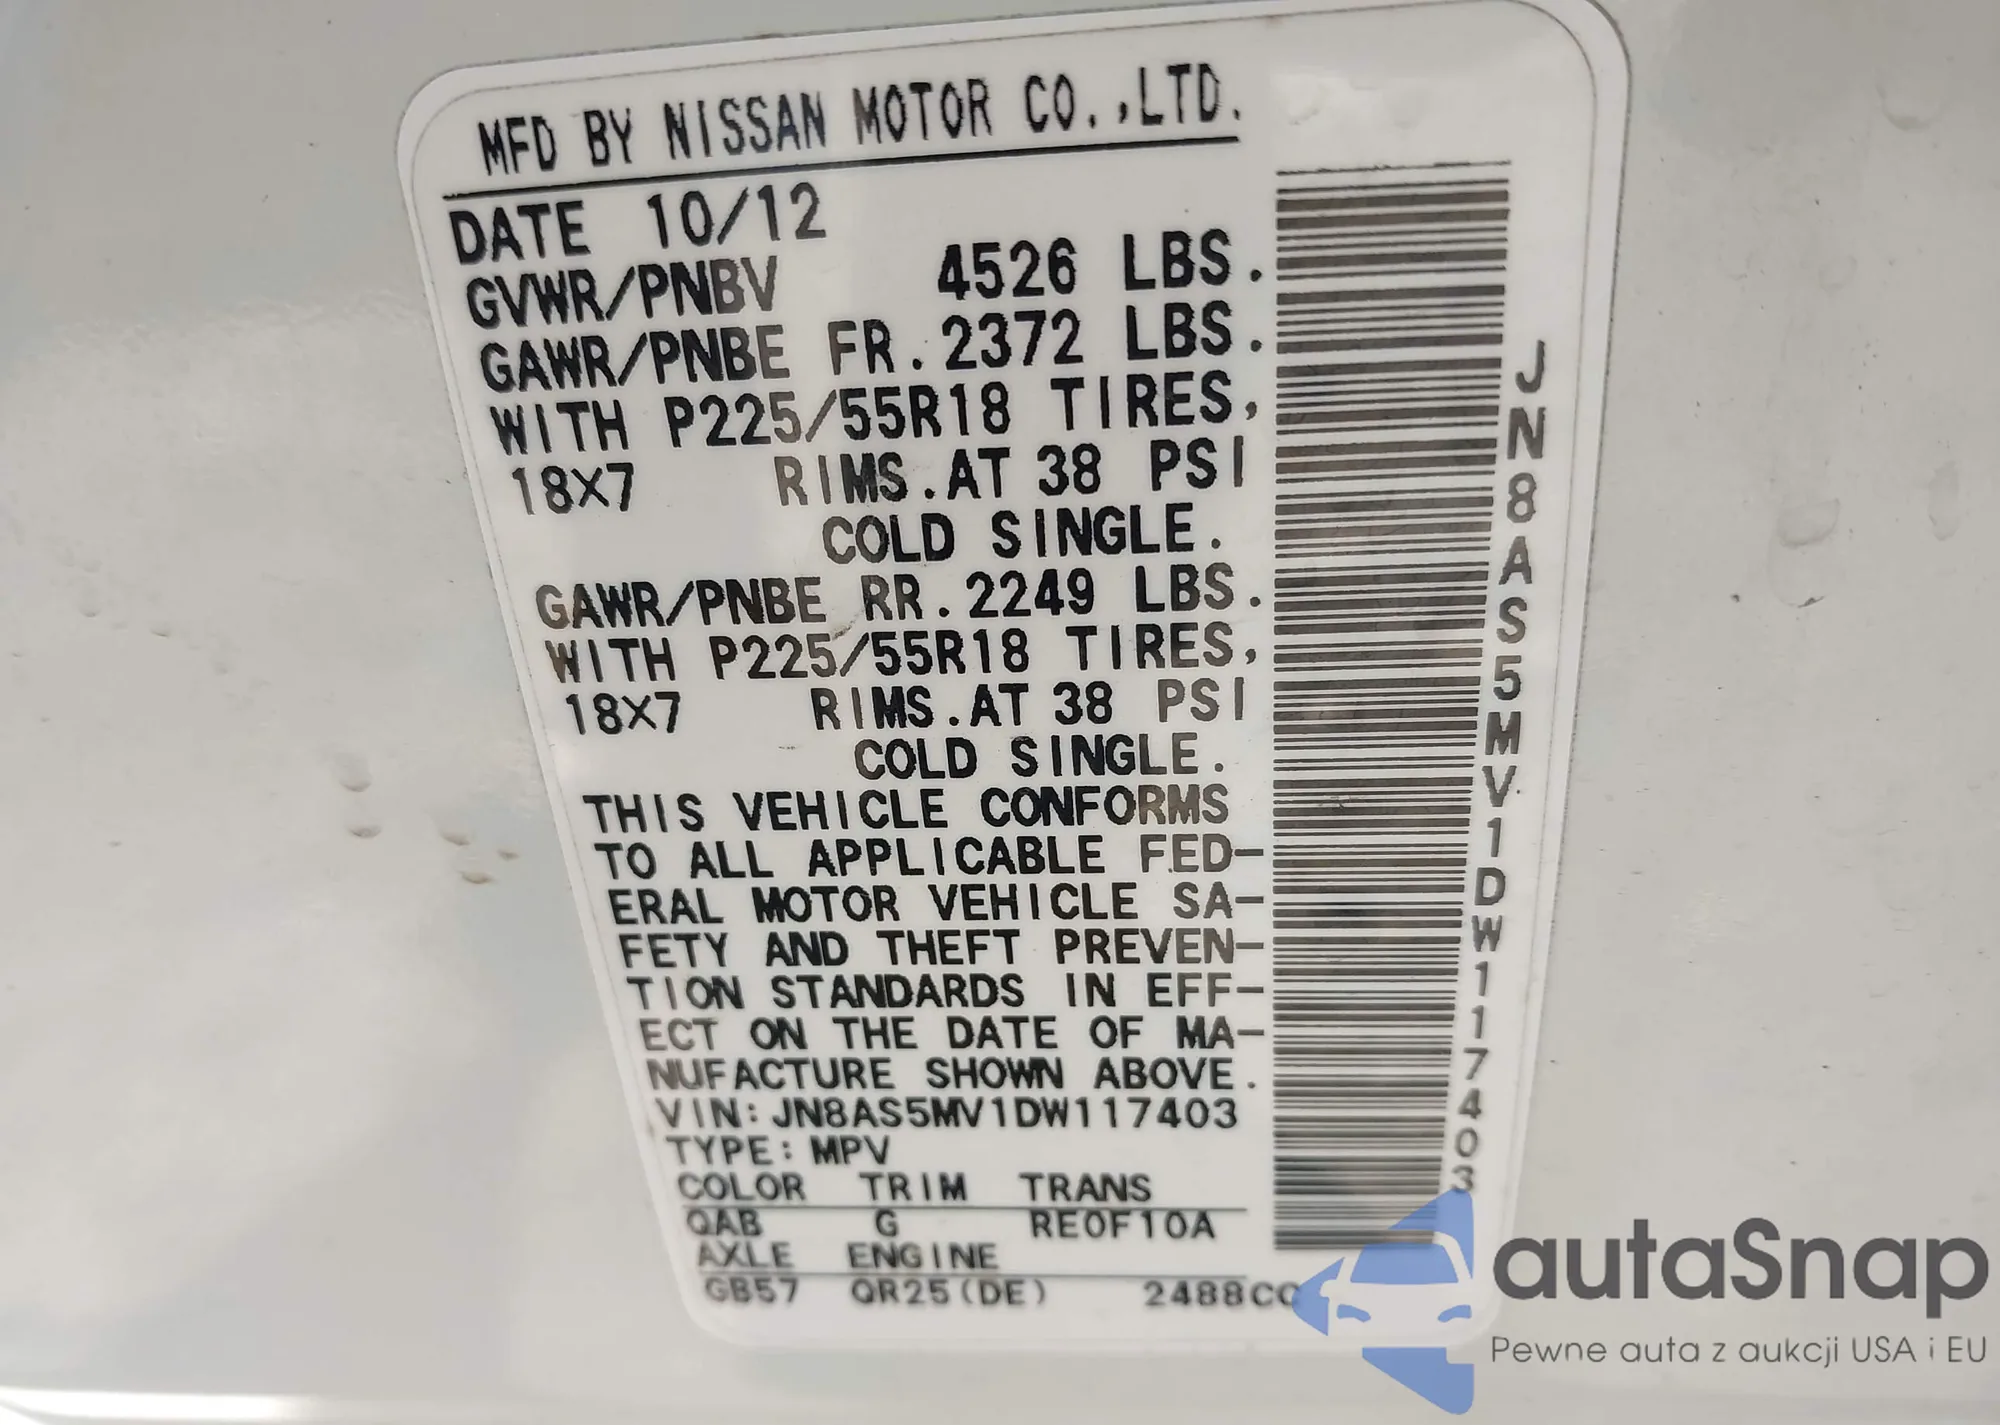 MFD BY NISSAN MOTOR CO.,LTD.
DATE 10/12
GVWR/PNBV 4526 LBS.
GAWR/PNBE FR.2372 LBS.
WITH P225/55R18 TIRES,
18X7 RIMS.AT 38 PSI
COLD SINGLE.
GAWR/PNBE RR.2249 LBS.
WITH P225/55R18 TIRES,
18X7 RIMS.AT 38 PSI
COLD SINGLE.
THIS VEHICLE CONFORMS
TO ALL APPLICABLE FED-
ERAL MOTOR VEHICLE SA-
FETY AND THEFT PREVEN-
TION STANDARDS IN EFF-
ECT ON THE DATE OF MA-
NUFACTURE SHOWN ABOVE.
VIN:JN8AS5MV1DW117403
TYPE:MPV
COLOR TRIM TRANS
QAB G RE0F10A
AXLE ENGINE
GB57 QR25(DE) 2488CC
JN8AS5MV1DW117403
autaSnap
Pewne auta z aukcji USA i EU